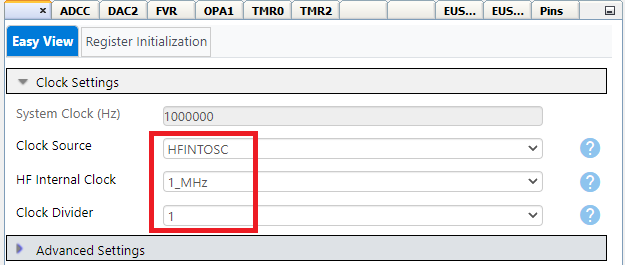 × ADCC DAC2 FVR OPA1 TMR0 TMR2 EUS... EUS... Pins
Easy View Register Initialization
Clock Settings
System Clock (Hz) 1000000
Clock Source HFINTOSC ?
HF Internal Clock 1_MHz ?
Clock Divider 1 ?
Advanced Settings